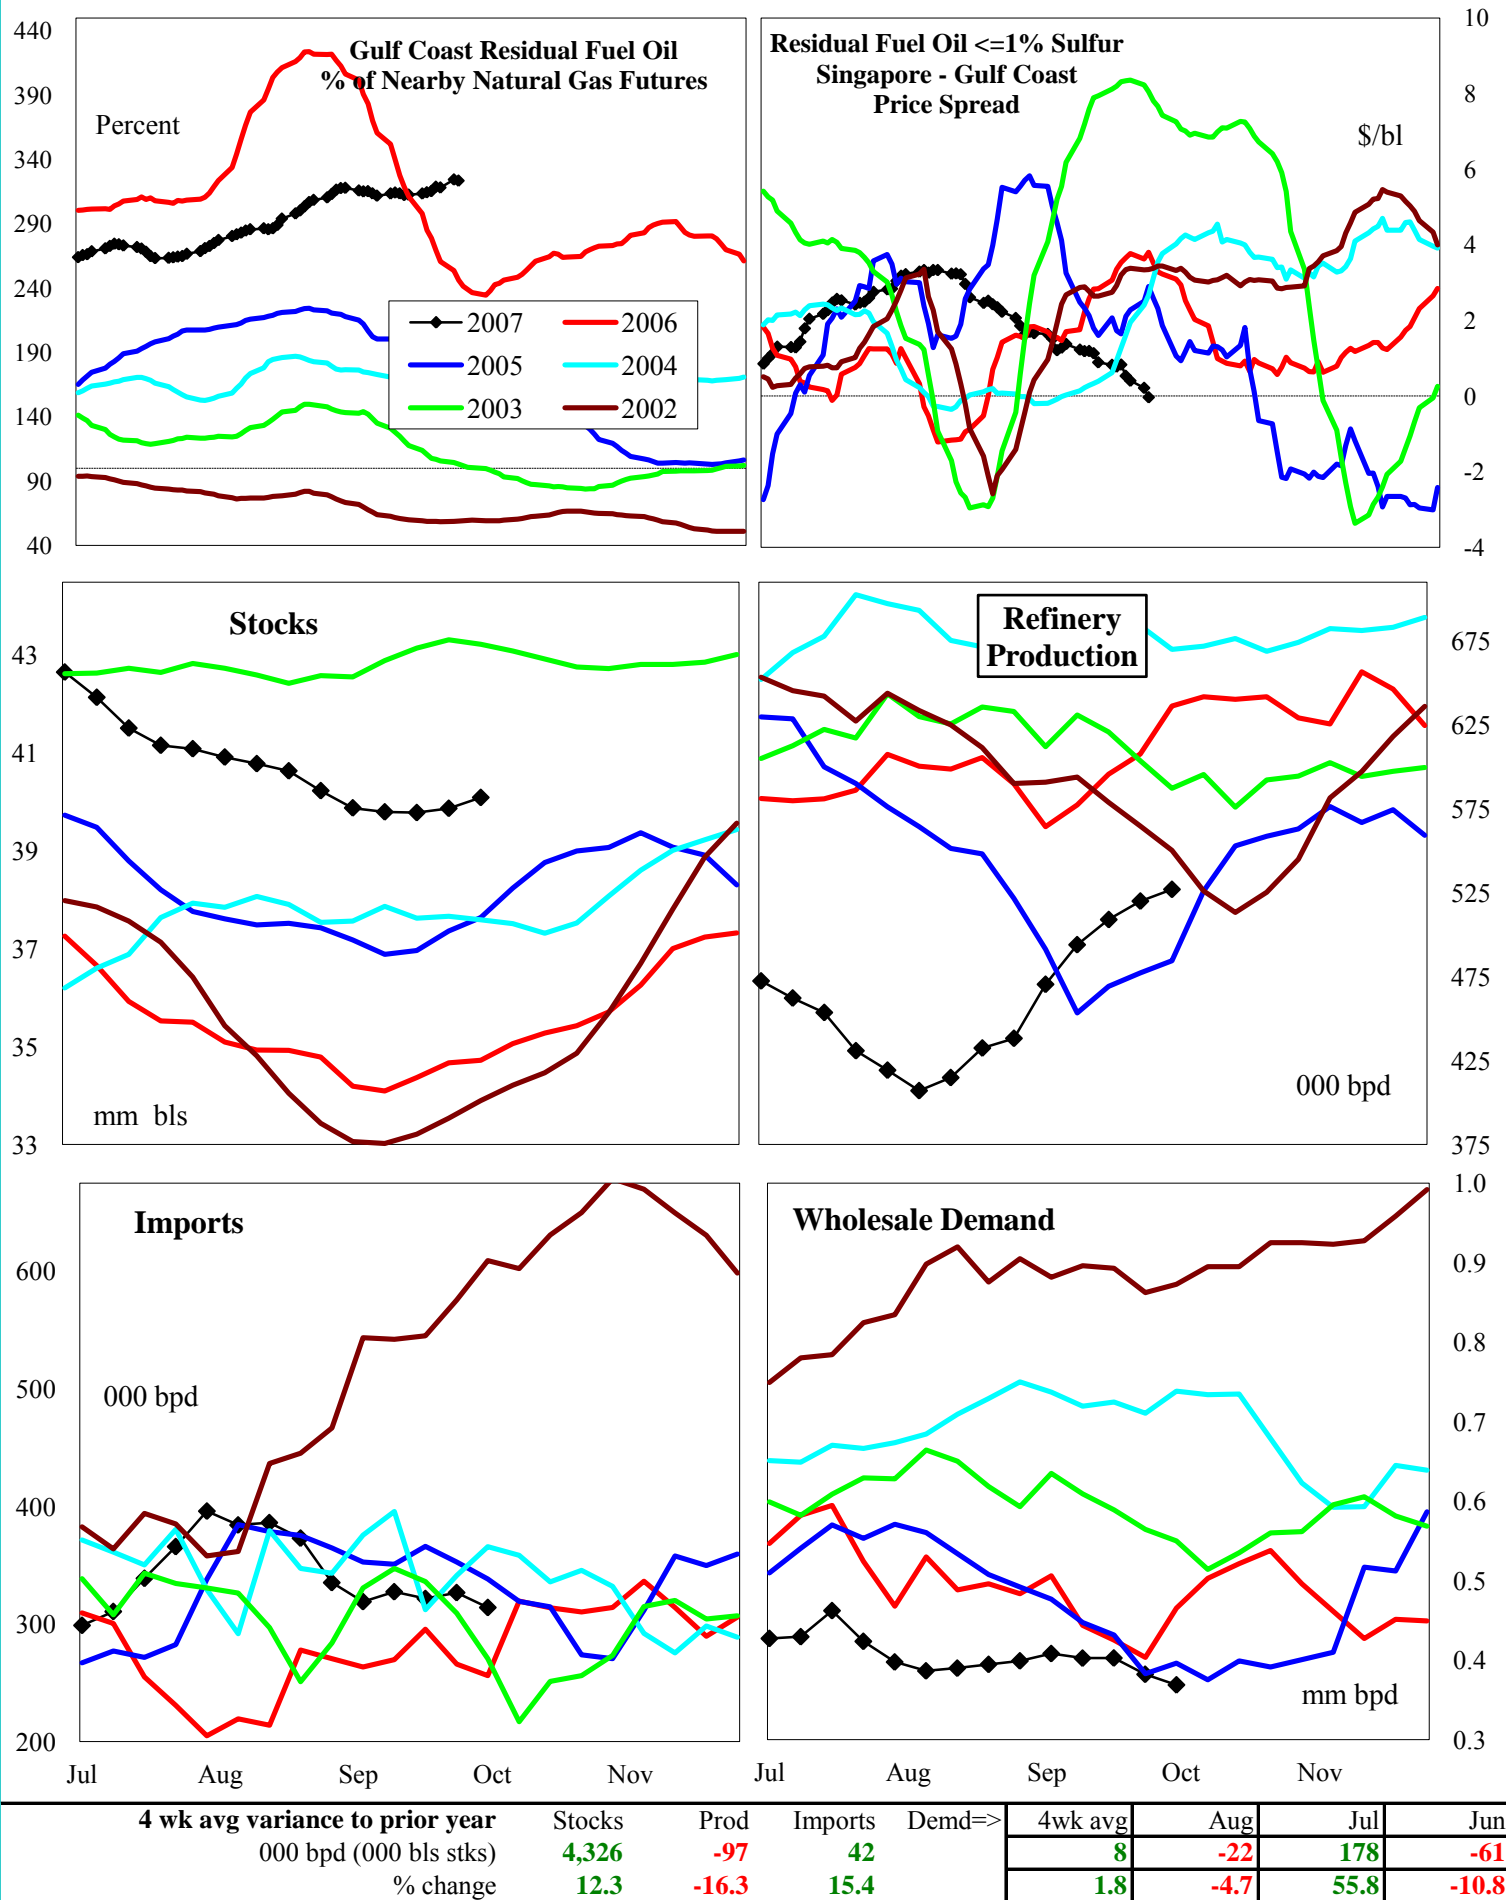 Gulf Coast Residual Fuel Oil
% of Nearby Natural Gas Futures
Percent
440
390
340
290
240
190
140
90
40
2007
2006
2005
2004
2003
2002
Residual Fuel Oil <=1% Sulfur
Singapore - Gulf Coast
Price Spread
$/bl
10
8
6
4
2
0
-2
-4
Stocks
43
41
39
37
35
33
mm bls
Refinery
Production
675
625
575
525
475
425
375
000 bpd
Imports
600
500
400
300
200
000 bpd
Jul Aug Sep Oct Nov
Wholesale Demand
1.0
0.9
0.8
0.7
0.6
0.5
0.4
0.3
mm bpd
Jul Aug Sep Oct Nov
4 wk avg variance to prior year Stocks Prod Imports Demd=> 4wk avg Aug Jul Jun
000 bpd (000 bls stks) 4,326 -97 42 8 -22 178 -61
% change 12.3 -16.3 15.4 1.8 -4.7 55.8 -10.8